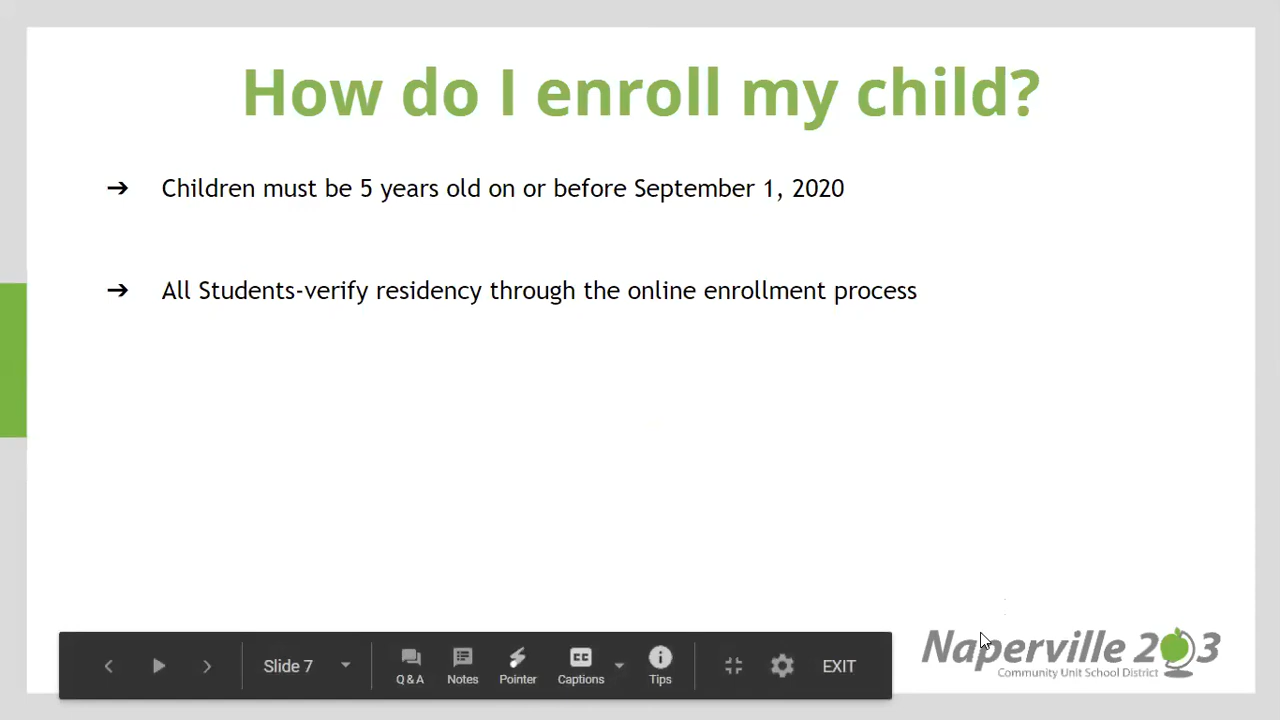 How do I enroll my child?
➔ Children must be 5 years old on or before September 1, 2020
➔ All Students-verify residency through the online enrollment process
Slide 7
Q & A
Notes
Pointer
CC
Captions
Tips
EXIT
Naperville 203
Community Unit School District